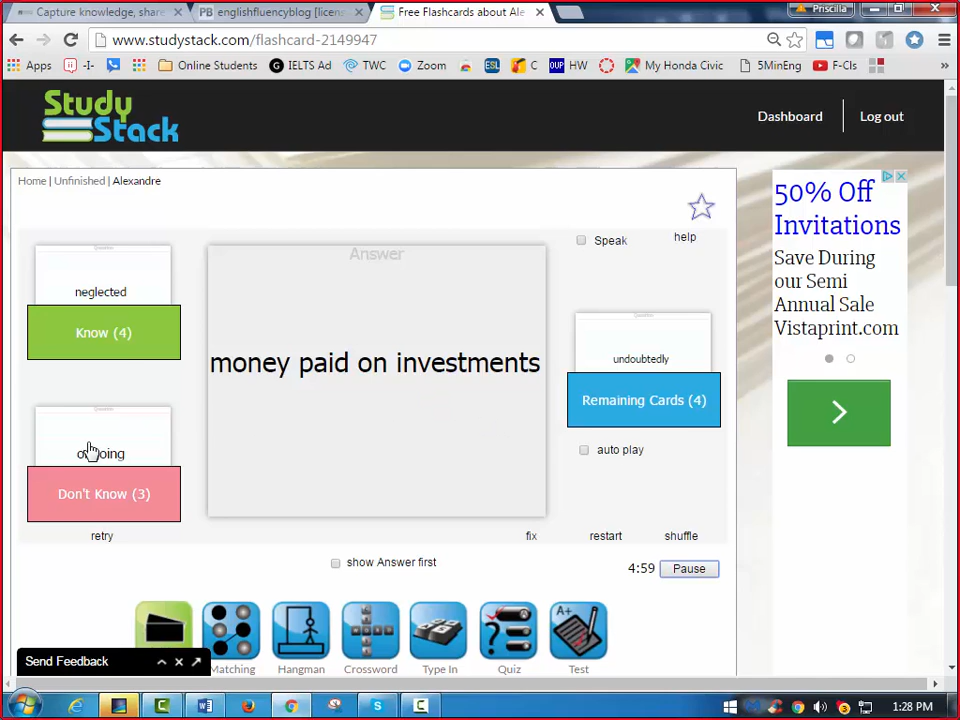 Capture knowledge, share
englishfluencyblog [licens
Free Flashcards about Ale
Priscilla
www.studystack.com/flashcard-2149947
Apps
-I-
Online Students
IELTS Ad
TWC
Zoom
ESL
C
OUP
HW
My Honda Civic
5MinEng
F-Cls
»
Study
Stack
Dashboard
Log out
Home | Unfinished | Alexandre
50% Off
Invitations
Save During
our Semi
Annual Sale
Vistaprint.com
Question
neglected
Know (4)
Answer
money paid on investments
Speak
help
Question
undoubtedly
Remaining Cards (4)
Question
Don't Know (3)
auto play
retry
fix
restart
shuffle
show Answer first
4:59
Pause
Matching
Hangman
Crossword
Type In
Quiz
A+
Test
Send Feedback
1:28 PM